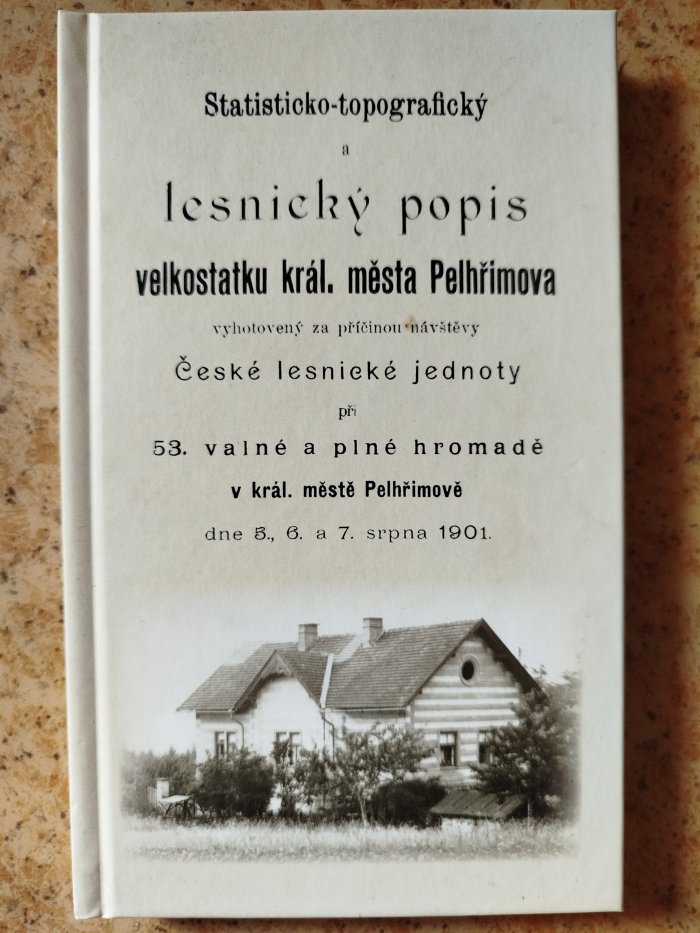 Statisticko-topografický
a
lesnický popis
velkostatku král. města Pelhřimova
vyhotovený za příčinou návštěvy
České lesnické jednoty
při
53. valné a plné hromadě
v král. městě Pelhřimově
dne 5., 6. a 7. srpna 1901.